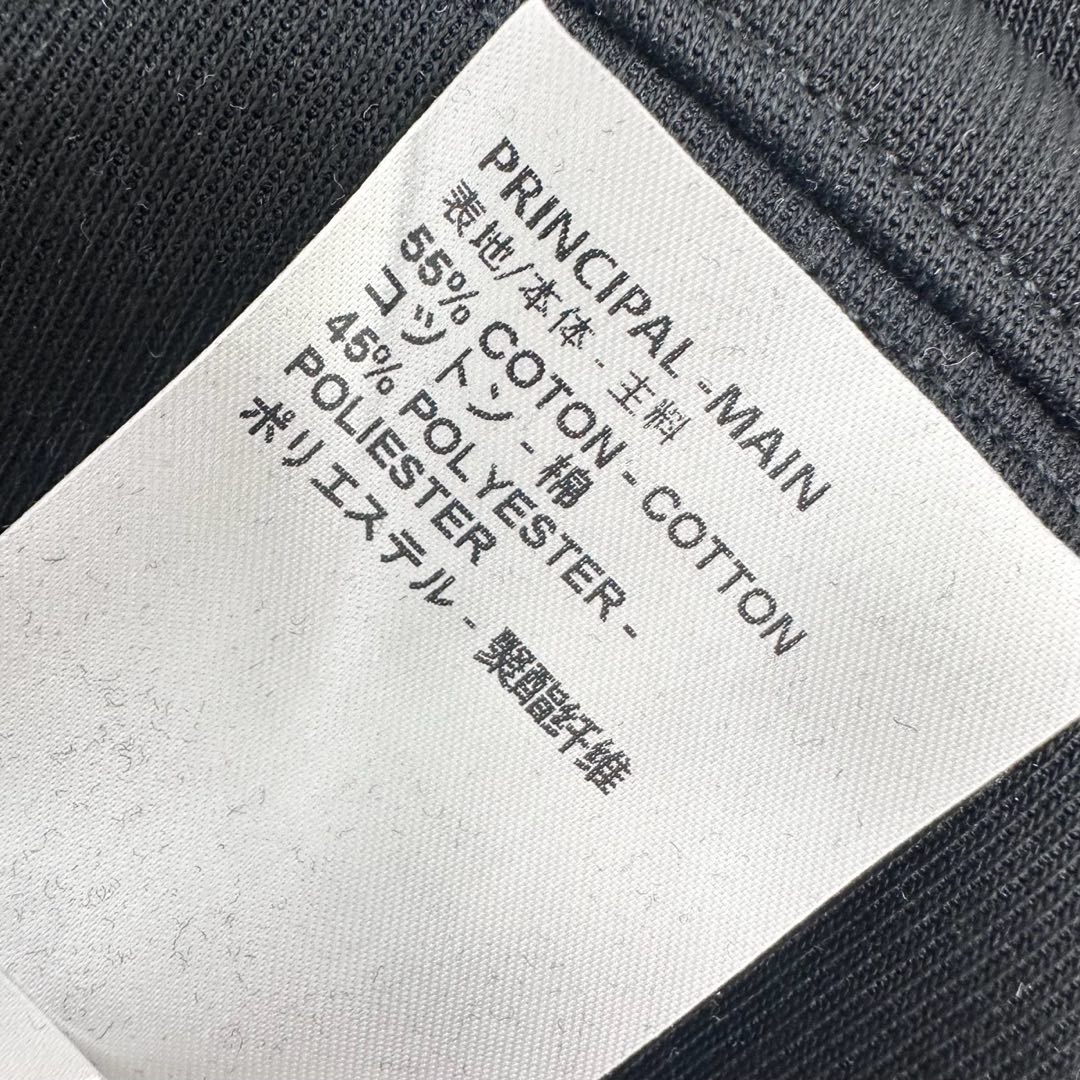 PRINCIPAL -MAIN
表地/本体 - 主料
55% COTON - COTTON
コットン - 棉
45% POLYESTER -
POLIESTER
ポリエステル - 聚酯纤维